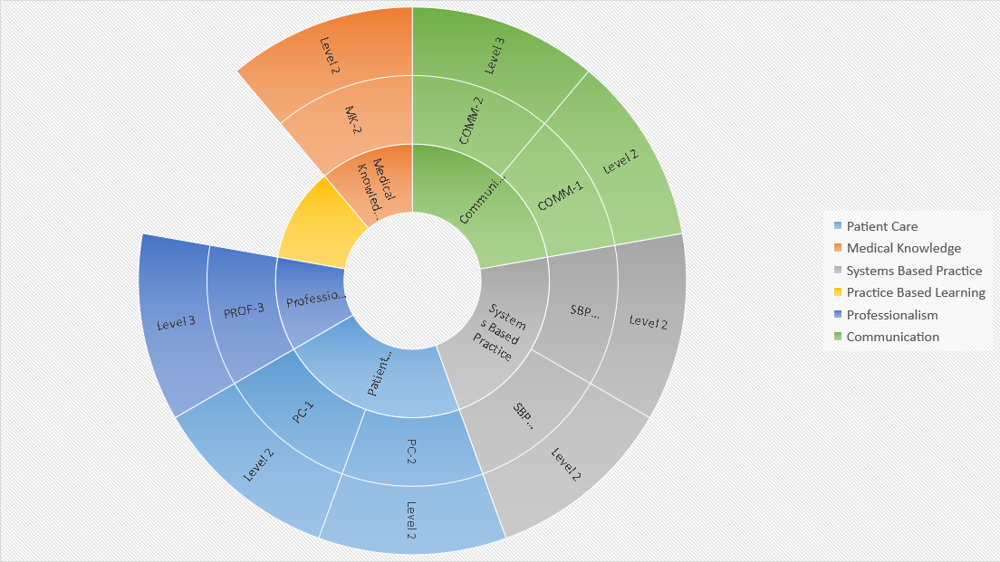 Level 3
COMM-2
Communi...
Level 2
COMM-1
System
s Based
Practice
SBP...
Level 2
SBP...
Level 2
Patient...
PC-2
Level 2
PC-1
Level 2
Professio...
PROF-3
Level 3
Medical
Knowled...
MK-2
Level 2
Patient Care
Medical Knowledge
Systems Based Practice
Practice Based Learning
Professionalism
Communication